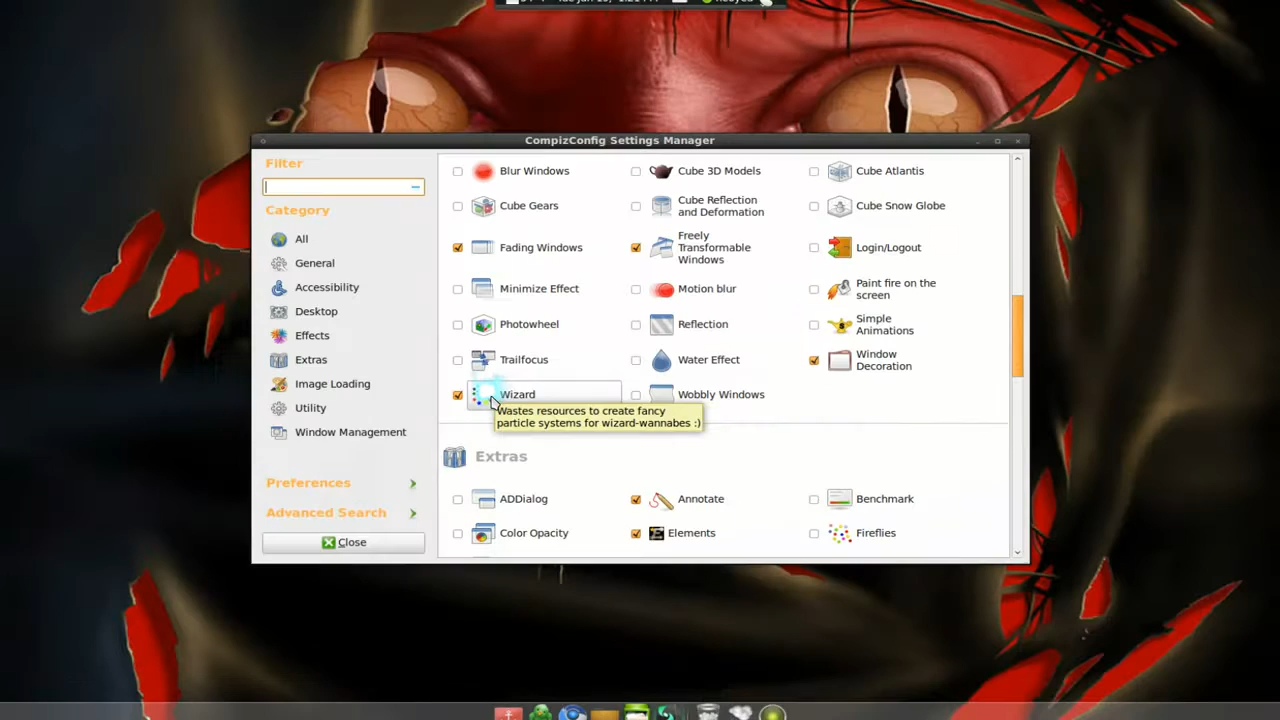 CompizConfig Settings Manager
Filter
Category
All
General
Accessibility
Desktop
Effects
Extras
Image Loading
Utility
Window Management
Preferences
Advanced Search
Close
Blur Windows
Cube 3D Models
Cube Atlantis
Cube Gears
Cube Reflection
and Deformation
Cube Snow Globe
Fading Windows
Freely
Transformable
Windows
Login/Logout
Minimize Effect
Motion blur
Paint fire on the
screen
Photowheel
Reflection
Simple
Animations
Trailfocus
Water Effect
Window
Decoration
Wizard
Wobbly Windows
Wastes resources to create fancy
particle systems for wizard-wannabes :)
Extras
ADDialog
Annotate
Benchmark
Color Opacity
Elements
Fireflies